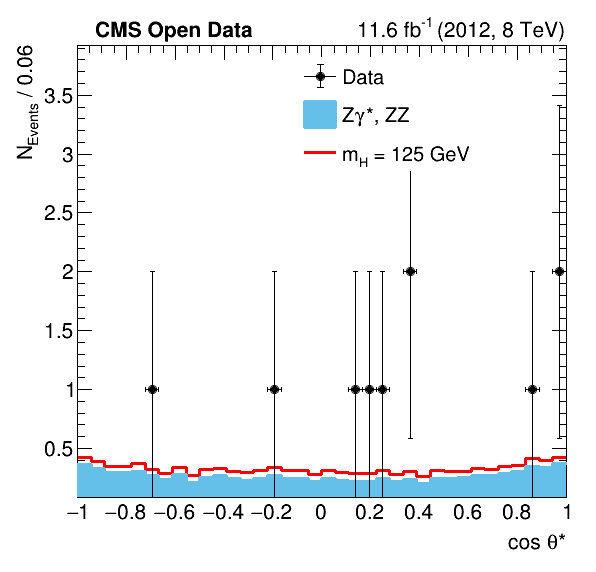 CMS Open Data 11.6 fb⁻¹ (2012, 8 TeV)
N_Events / 0.06
Data
Zγ*, ZZ
m_H = 125 GeV
3.5
3
2.5
2
1.5
1
0.5
−1 −0.8 −0.6 −0.4 −0.2 0 0.2 0.4 0.6 0.8 1
cos θ*